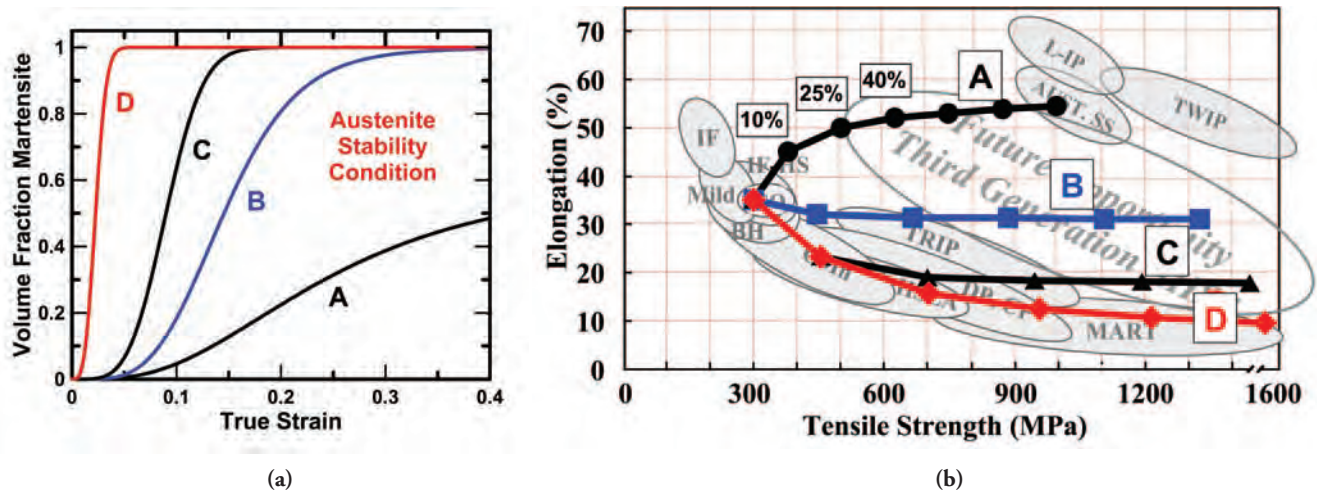 1
0.8
0.6
0.4
0.2
0
Volume Fraction Martensite
D
C
B
A
Austenite
Stability
Condition
0
0.1
0.2
0.3
0.4
True Strain
(a)
70
60
50
40
30
20
10
0
Elongation (%)
10%
25%
40%
A
L-IP
AUST. SS
TWIP
IF
IF-HS
Mild
BH
TRIP
DP, CP
MART
Future Opportunity
Third Generation
B
C
D
0
300
600
900
1200
1600
Tensile Strength (MPa)
(b)